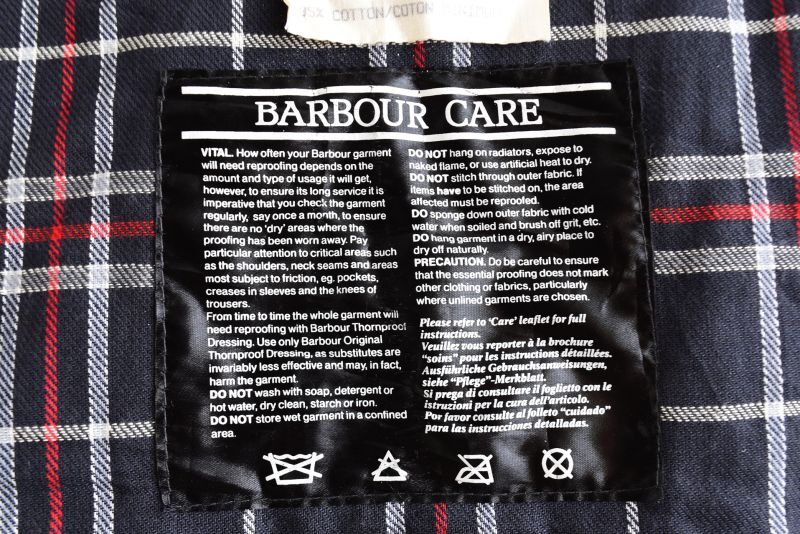 95% COTTON/COTON
BARBOUR CARE
VITAL. How often your Barbour garment
will need reproofing depends on the
amount and type of usage it will get,
however, to ensure its long service it is
imperative that you check the garment
regularly, say once a month, to ensure
there are no 'dry' areas where the
proofing has been worn away. Pay
particular attention to critical areas such
as the shoulders, neck seams and areas
most subject to friction, eg. pockets,
creases in sleeves and the knees of
trousers.
From time to time the whole garment will
need reproofing with Barbour Thornproof
Dressing. Use only Barbour Original
Thornproof Dressing, as substitutes are
invariably less effective and may, in fact,
harm the garment.
DO NOT wash with soap, detergent or
hot water, dry clean, starch or iron.
DO NOT store wet garment in a confined
area.
DO NOT hang on radiators, expose to
naked flame, or use artificial heat to dry.
DO NOT stitch through outer fabric. If
items have to be stitched on, the area
affected must be reproofed.
DO sponge down outer fabric with cold
water when soiled and brush off grit, etc.
DO hang garment in a dry, airy place to
dry off naturally.
PRECAUTION. Do be careful to ensure
that the essential proofing does not mark
other clothing or fabrics, particularly
where unlined garments are chosen.
Please refer to 'Care' leaflet for full
instructions.
Veuillez vous reporter à la brochure
"soins" pour les instructions détaillées.
Ausführliche Gebrauchsanweisungen,
siehe "Pflege"-Merkblatt.
Si prega di consultare il foglietto con le
istruzioni per la cura dell'articolo.
Por favor consulte al folleto "cuidado"
para las instrucciones detalladas.